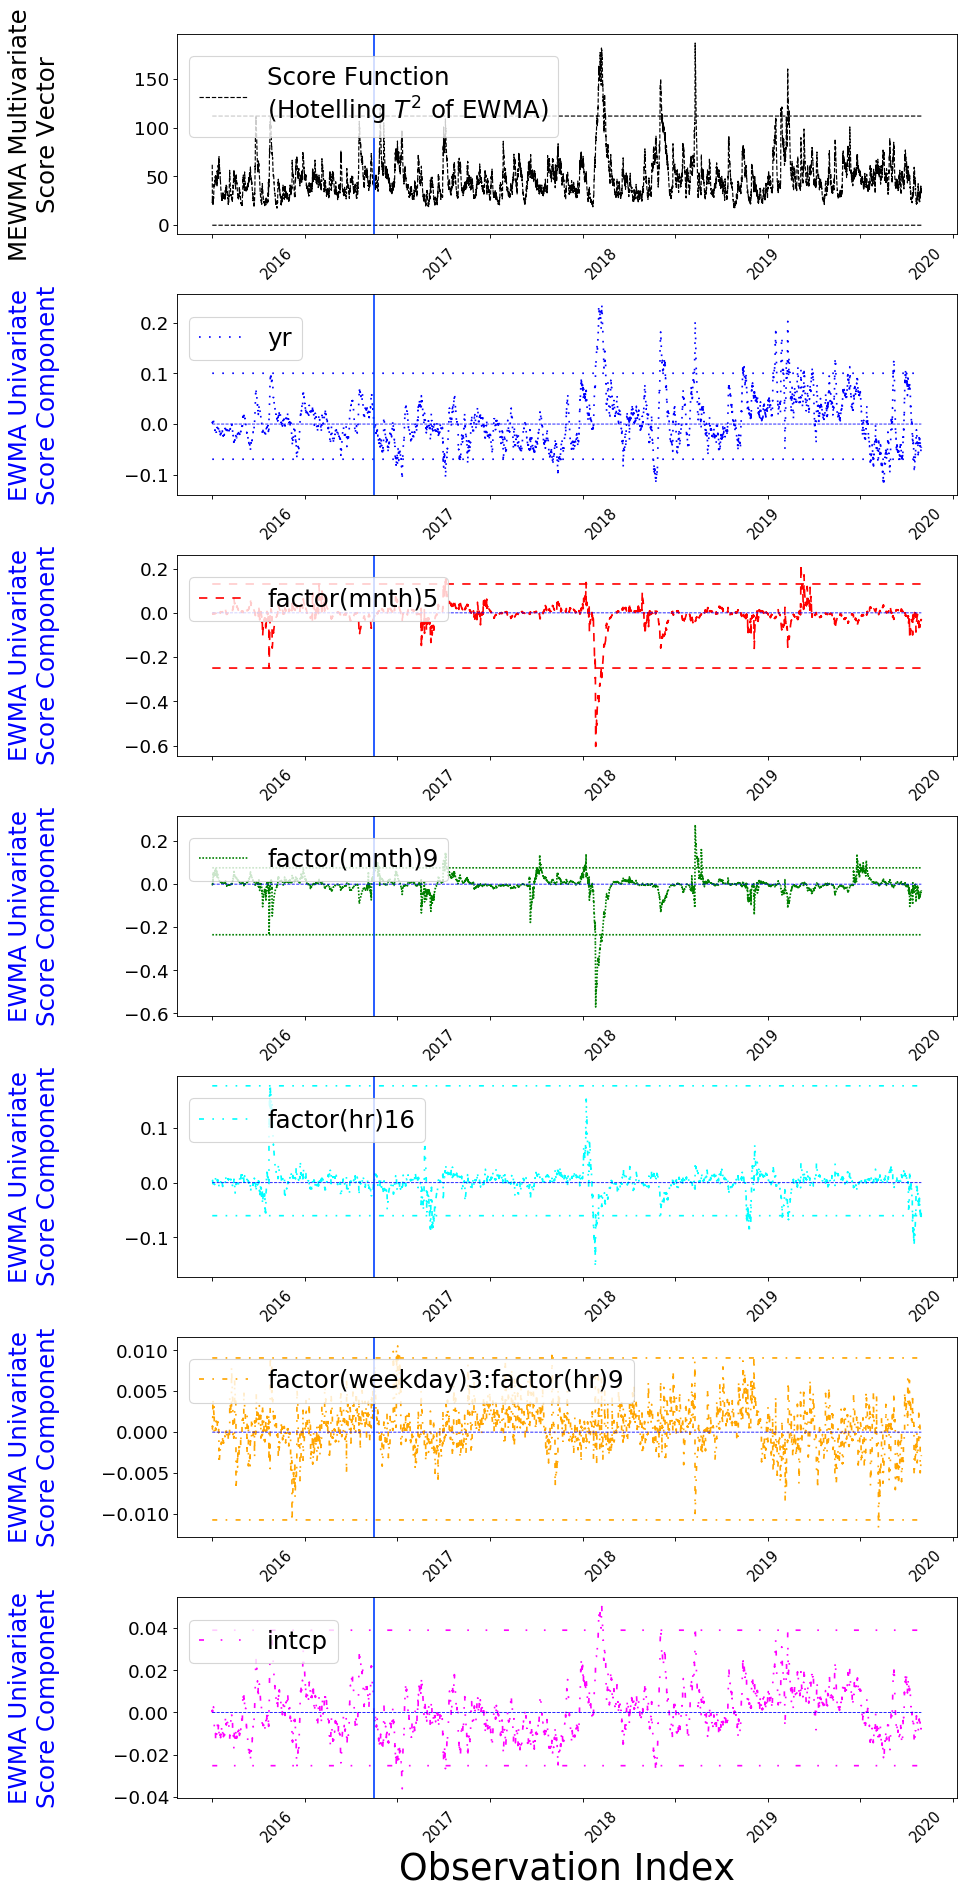 MEWMA Multivariate
Score Vector
Score Function
(Hotelling T² of EWMA)
150
100
50
0
2016
2017
2018
2019
2020
EWMA Univariate
Score Component
yr
0.2
0.1
0.0
−0.1
2016
2017
2018
2019
2020
EWMA Univariate
Score Component
factor(mnth)5
0.2
0.0
−0.2
−0.4
−0.6
2016
2017
2018
2019
2020
EWMA Univariate
Score Component
factor(mnth)9
0.2
0.0
−0.2
−0.4
−0.6
2016
2017
2018
2019
2020
EWMA Univariate
Score Component
factor(hr)16
0.1
0.0
−0.1
2016
2017
2018
2019
2020
EWMA Univariate
Score Component
factor(weekday)3:factor(hr)9
0.010
0.005
0.000
−0.005
−0.010
2016
2017
2018
2019
2020
EWMA Univariate
Score Component
intcp
0.04
0.02
0.00
−0.02
−0.04
2016
2017
2018
2019
2020
Observation Index